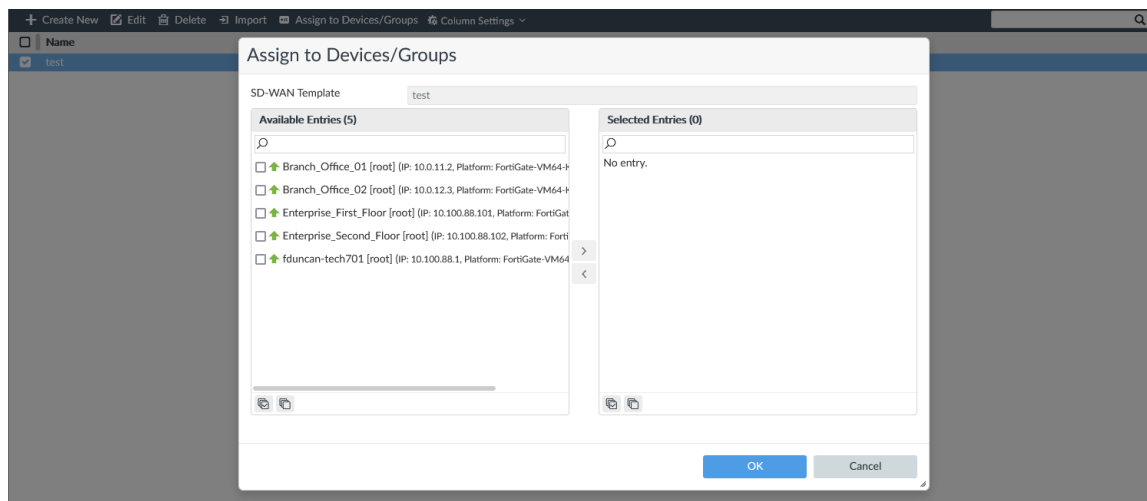 Create New Edit Delete Import Assign to Devices/Groups Column Settings
Name
test
Assign to Devices/Groups
SD-WAN Template test
Available Entries (5)
Branch_Office_01 [root] (IP: 10.0.11.2, Platform: FortiGate-VM64-
Branch_Office_02 [root] (IP: 10.0.12.3, Platform: FortiGate-VM64-
Enterprise_First_Floor [root] (IP: 10.100.88.101, Platform: FortiGat
Enterprise_Second_Floor [root] (IP: 10.100.88.102, Platform: Forti
fduncan-tech701 [root] (IP: 10.100.88.1, Platform: FortiGate-VM64
Selected Entries (0)
No entry.
OK Cancel